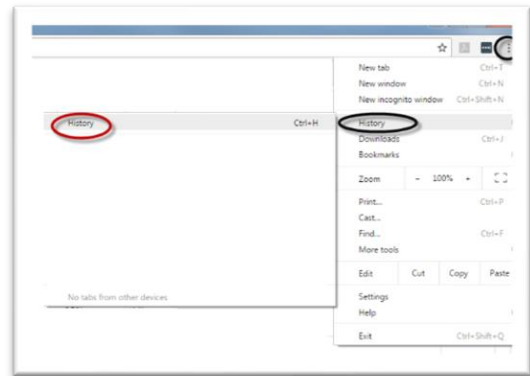 New tab Ctrl+T
New window Ctrl+N
New incognito window Ctrl+Shift+N
History Ctrl+H
History
Downloads Ctrl+J
Bookmarks
Zoom - 100% +
Print... Ctrl+P
Cast...
Find... Ctrl+F
More tools
Edit Cut Copy Paste
No tabs from other devices
Settings
Help
Exit Ctrl+Shift+Q